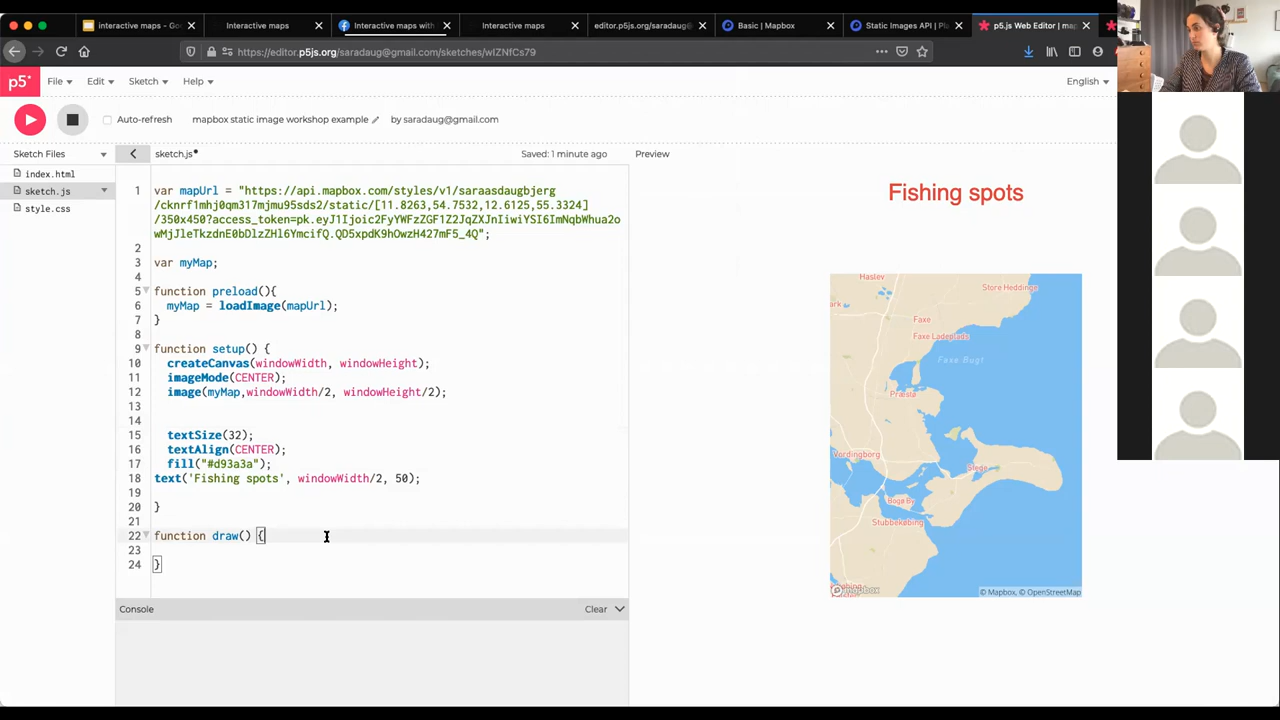 interactive maps - Go
Interactive maps
Interactive maps with
Interactive maps
editor.p5js.org/saradaug
Basic | Mapbox
Static Images API | Pl
p5.js Web Editor | ma
https://editor.p5js.org/saradaug@gmail.com/sketches/wIZNfCs79
p5* File Edit Sketch Help English
Auto-refresh mapbox static image workshop example by saradaug@gmail.com
Sketch Files sketch.js Saved: 1 minute ago Preview
index.html
sketch.js
style.css
1 var mapUrl = "https://api.mapbox.com/styles/v1/saraasdaugbjerg
/cknrf1mhj0qm317mjmu95sds2/static/[11.8263,54.7532,12.6125,55.3324]
/350x450?access_token=pk.eyJ1Ijoic2FyYWFzZGF1Z2JqZXJnIiwiYSI6ImNqbWhua2o
wMjJleTkzdnE0bDlzZHl6YmcifQ.QD5xpdK9hOwzH427mF5_4Q";
2
3 var myMap;
4
5 function preload(){
6 myMap = loadImage(mapUrl);
7 }
8
9 function setup() {
10 createCanvas(windowWidth, windowHeight);
11 imageMode(CENTER);
12 image(myMap,windowWidth/2, windowHeight/2);
13
14
15 textSize(32);
16 textAlign(CENTER);
17 fill("#d93a3a");
18 text('Fishing spots', windowWidth/2, 50);
19
20 }
21
22 function draw() {
23
24 }
Console Clear
Fishing spots
Haslev
Store Heddinge
ark
Faxe
Faxe Ladeplads
Faxe Bugt
Præstø
Vordingborg
Stege
Bogø By
Stubbekøbing
mapbox
© Mapbox, © OpenStreetMap